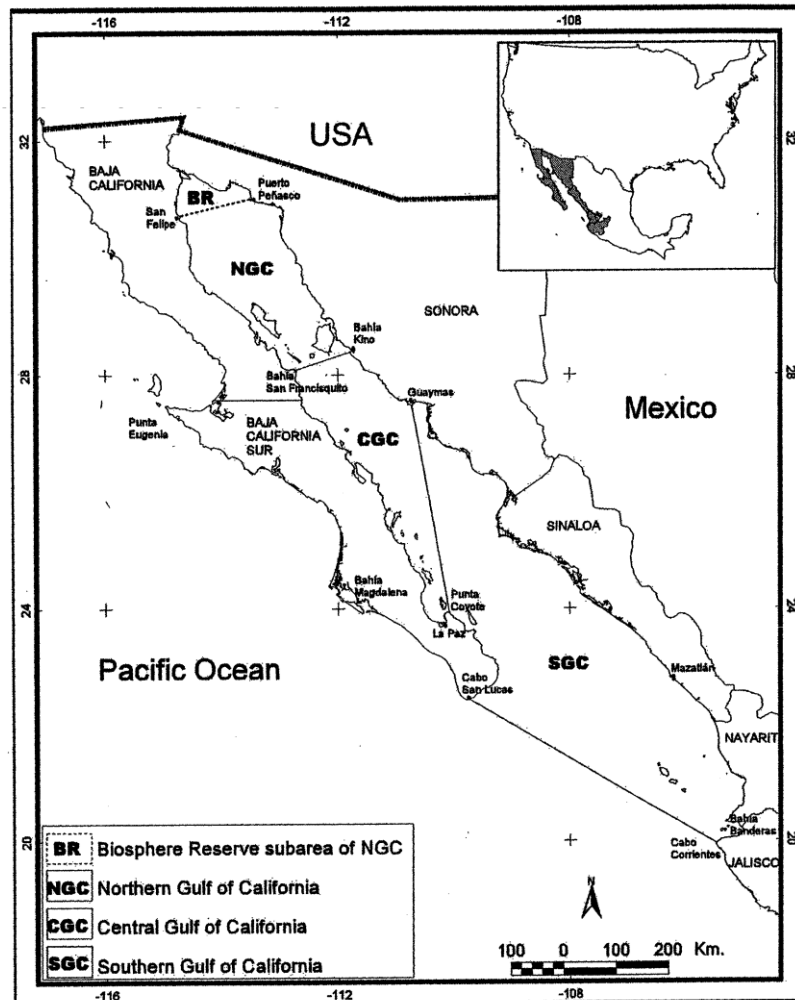 -116
-112
-108
32
32
USA
BAJA
CALIFORNIA
BR
Puerto
Peñasco
San
Felipe
NGC
SONORA
Bahía
Kino
28
28
Bahía
San Francisquito
Guaymas
Mexico
Punta
Eugenia
BAJA
CALIFORNIA
SUR
CGC
SINALOA
Bahía
Magdalena
Punta
Coyote
24
24
La Paz
Pacific Ocean
SGC
Mazatlán
Cabo
San Lucas
NAYARIT
20
20
Bahía
Banderas
Cabo
Corrientes
JALISCO
BR Biosphere Reserve subarea of NGC
NGC Northern Gulf of California
CGC Central Gulf of California
SGC Southern Gulf of California
N
100 0 100 200 Km.
-116
-112
-108